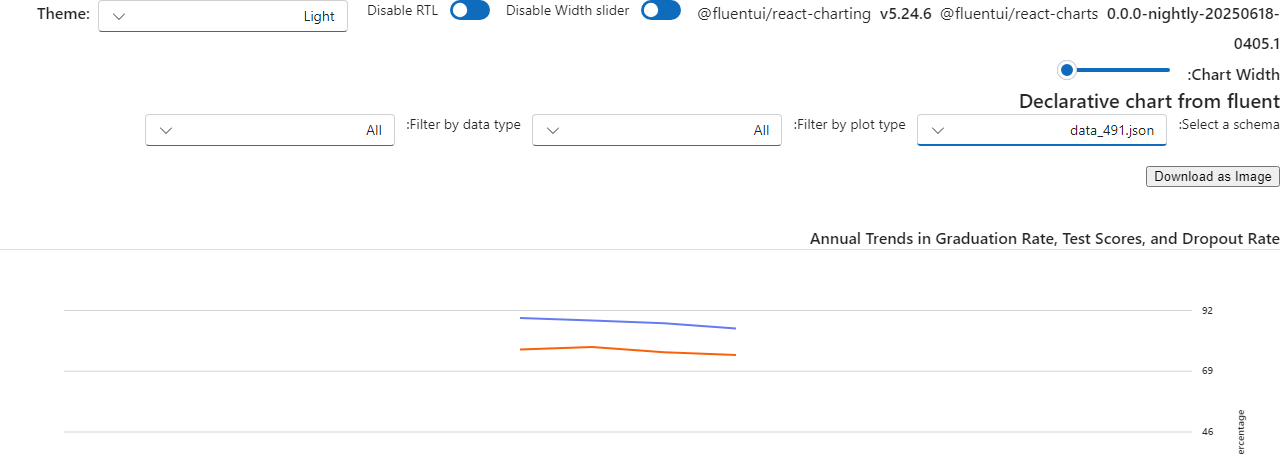 Theme: Light Disable RTL Disable Width slider @fluentui/react-charting v5.24.6 @fluentui/react-charts 0.0.0-nightly-20250618-
0405.1
:Chart Width
Declarative chart from fluent
All :Filter by data type All :Filter by plot type data_491.json :Select a schema
Download as Image
Annual Trends in Graduation Rate, Test Scores, and Dropout Rate
92
69
46